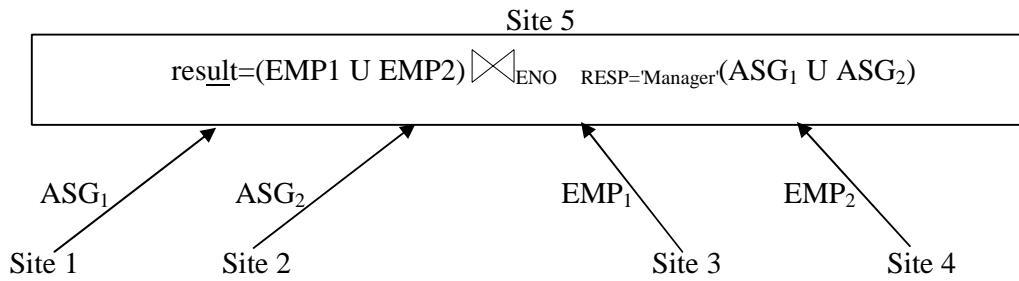 Site 5
result=(EMP1 U EMP2) ⋈ENO RESP='Manager'(ASG1 U ASG2)
ASG1 ASG2 EMP1 EMP2
Site 1 Site 2 Site 3 Site 4